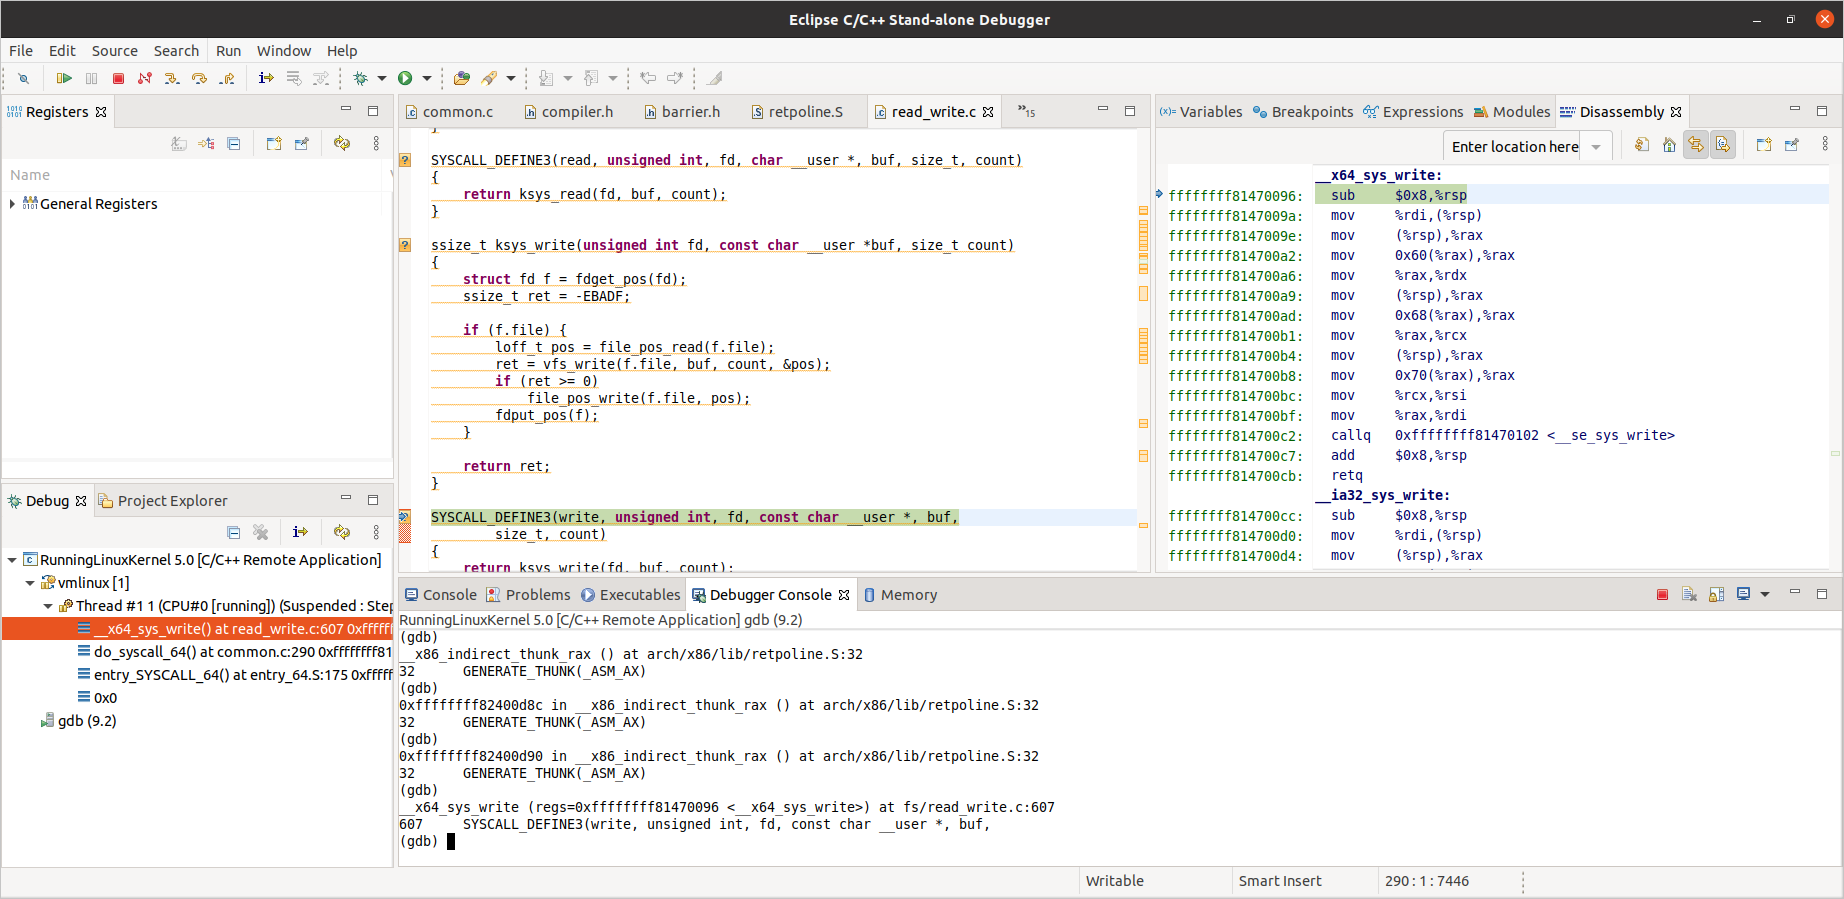 Eclipse C/C++ Stand-alone Debugger
File Edit Source Search Run Window Help
Registers
Name
General Registers
Debug Project Explorer
RunningLinuxKernel 5.0 [C/C++ Remote Application]
vmlinux [1]
Thread #1 1 (CPU#0 [running]) (Suspended : Step
__x64_sys_write() at read_write.c:607 0xffffff
do_syscall_64() at common.c:290 0xffffffff81
entry_SYSCALL_64() at entry_64.S:175 0xfffff
0x0
gdb (9.2)
common.c compiler.h barrier.h retpoline.S read_write.c »15
}
SYSCALL_DEFINE3(read, unsigned int, fd, char __user *, buf, size_t, count)
{
return ksys_read(fd, buf, count);
}
ssize_t ksys_write(unsigned int fd, const char __user *buf, size_t count)
{
struct fd f = fdget_pos(fd);
ssize_t ret = -EBADF;
if (f.file) {
loff_t pos = file_pos_read(f.file);
ret = vfs_write(f.file, buf, count, &pos);
if (ret >= 0)
file_pos_write(f.file, pos);
fdput_pos(f);
}
return ret;
}
SYSCALL_DEFINE3(write, unsigned int, fd, const char __user *, buf,
size_t, count)
{
return ksys_write(fd, buf, count);
Variables Breakpoints Expressions Modules Disassembly
Enter location here
__x64_sys_write:
ffffffff81470096: sub $0x8,%rsp
ffffffff8147009a: mov %rdi,(%rsp)
ffffffff8147009e: mov (%rsp),%rax
ffffffff814700a2: mov 0x60(%rax),%rax
ffffffff814700a6: mov %rax,%rdx
ffffffff814700a9: mov (%rsp),%rax
ffffffff814700ad: mov 0x68(%rax),%rax
ffffffff814700b1: mov %rax,%rcx
ffffffff814700b4: mov (%rsp),%rax
ffffffff814700b8: mov 0x70(%rax),%rax
ffffffff814700bc: mov %rcx,%rsi
ffffffff814700bf: mov %rax,%rdi
ffffffff814700c2: callq 0xffffffff81470102 <__se_sys_write>
ffffffff814700c7: add $0x8,%rsp
ffffffff814700cb: retq
__ia32_sys_write:
ffffffff814700cc: sub $0x8,%rsp
ffffffff814700d0: mov %rdi,(%rsp)
ffffffff814700d4: mov (%rsp),%rax
Console Problems Executables Debugger Console Memory
RunningLinuxKernel 5.0 [C/C++ Remote Application] gdb (9.2)
(gdb)
__x86_indirect_thunk_rax () at arch/x86/lib/retpoline.S:32
32 GENERATE_THUNK(_ASM_AX)
(gdb)
0xffffffff82400d8c in __x86_indirect_thunk_rax () at arch/x86/lib/retpoline.S:32
32 GENERATE_THUNK(_ASM_AX)
(gdb)
0xffffffff82400d90 in __x86_indirect_thunk_rax () at arch/x86/lib/retpoline.S:32
32 GENERATE_THUNK(_ASM_AX)
(gdb)
__x64_sys_write (regs=0xffffffff81470096 <__x64_sys_write>) at fs/read_write.c:607
607 SYSCALL_DEFINE3(write, unsigned int, fd, const char __user *, buf,
(gdb)
Writable Smart Insert 290 : 1 : 7446